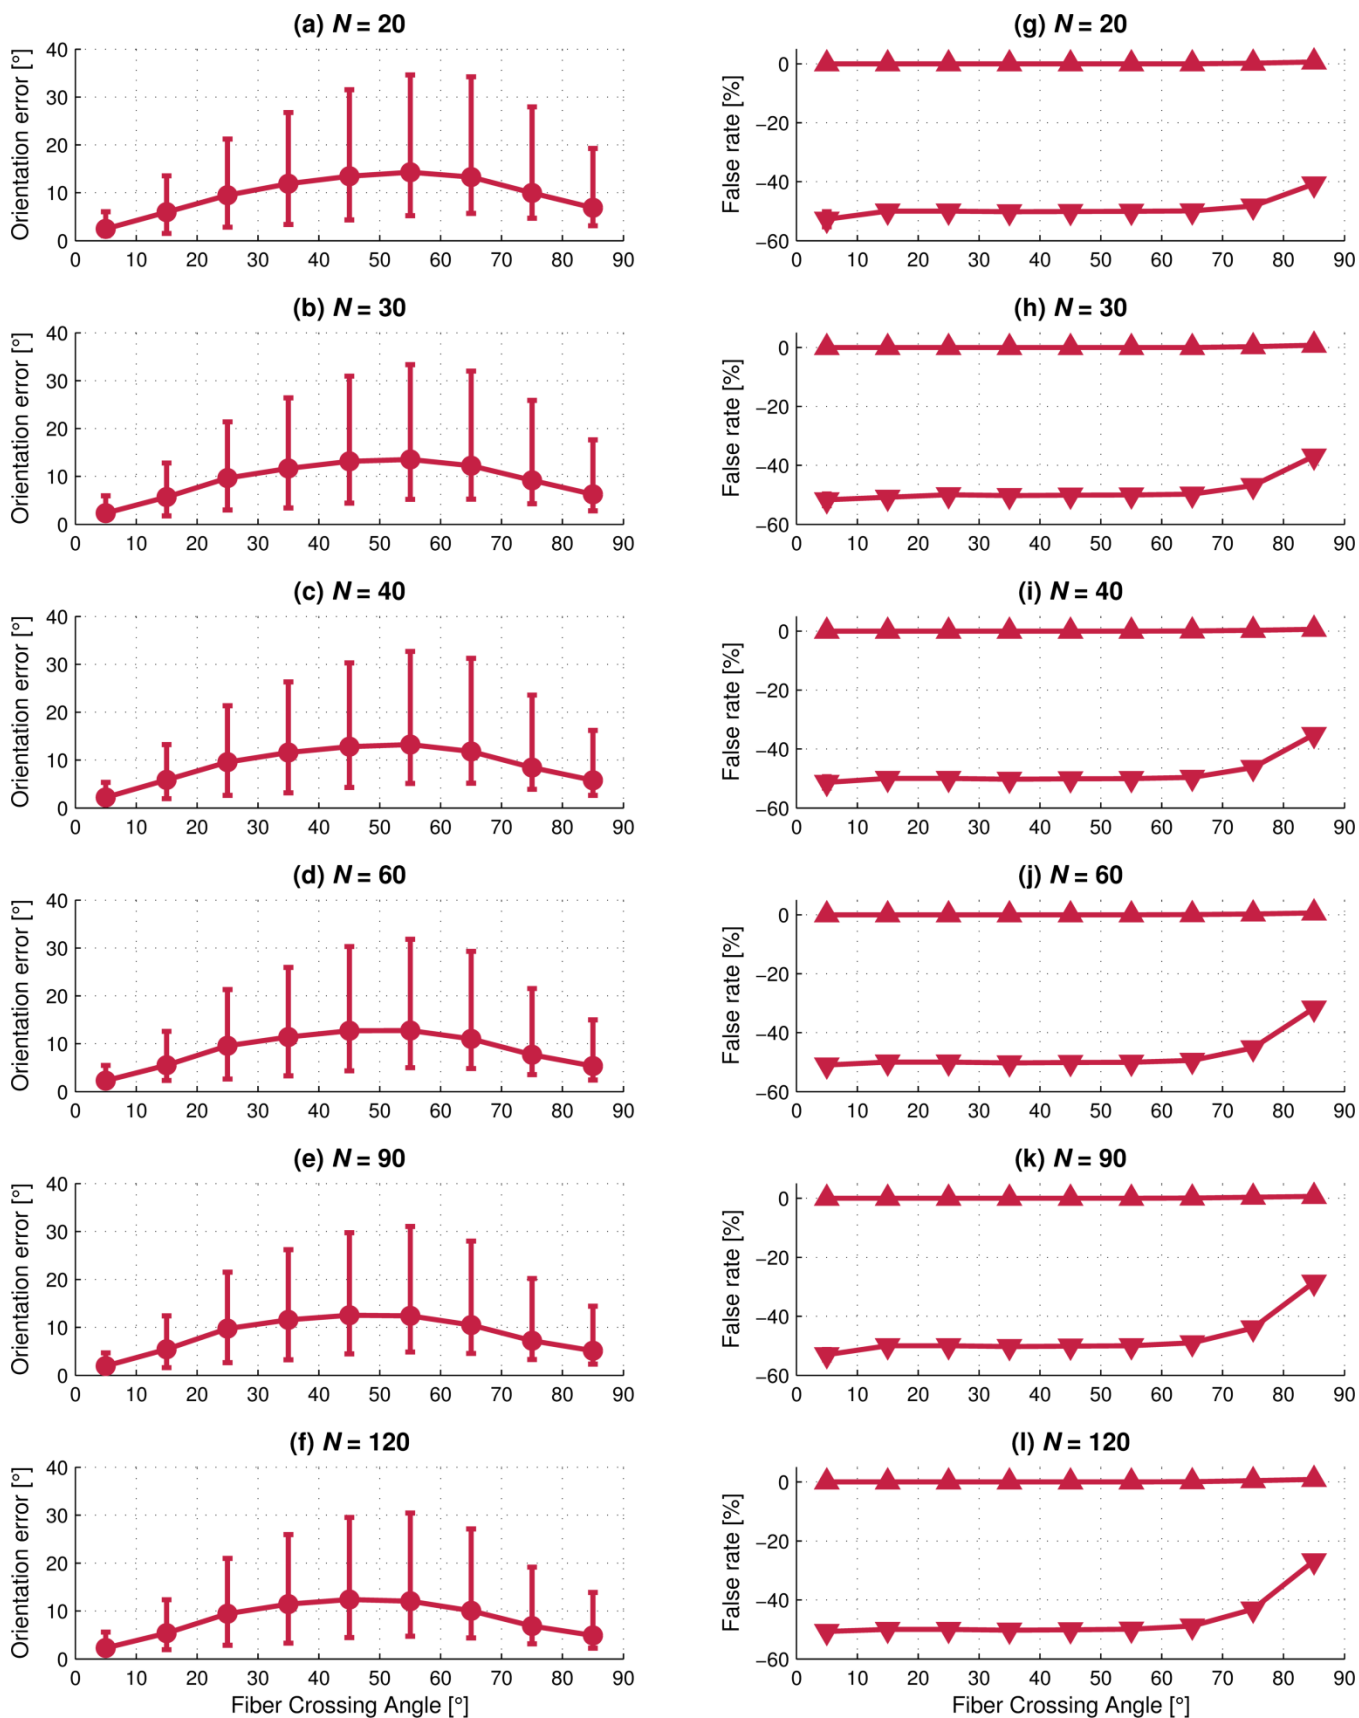 (a) N = 20
Orientation error [°]
40
30
20
10
0
0 10 20 30 40 50 60 70 80 90
(g) N = 20
False rate [%]
0
−20
−40
−60
0 10 20 30 40 50 60 70 80 90
(b) N = 30
Orientation error [°]
40
30
20
10
0
0 10 20 30 40 50 60 70 80 90
(h) N = 30
False rate [%]
0
−20
−40
−60
0 10 20 30 40 50 60 70 80 90
(c) N = 40
Orientation error [°]
40
30
20
10
0
0 10 20 30 40 50 60 70 80 90
(i) N = 40
False rate [%]
0
−20
−40
−60
0 10 20 30 40 50 60 70 80 90
(d) N = 60
Orientation error [°]
40
30
20
10
0
0 10 20 30 40 50 60 70 80 90
(j) N = 60
False rate [%]
0
−20
−40
−60
0 10 20 30 40 50 60 70 80 90
(e) N = 90
Orientation error [°]
40
30
20
10
0
0 10 20 30 40 50 60 70 80 90
(k) N = 90
False rate [%]
0
−20
−40
−60
0 10 20 30 40 50 60 70 80 90
(f) N = 120
Orientation error [°]
40
30
20
10
0
0 10 20 30 40 50 60 70 80 90
Fiber Crossing Angle [°]
(l) N = 120
False rate [%]
0
−20
−40
−60
0 10 20 30 40 50 60 70 80 90
Fiber Crossing Angle [°]